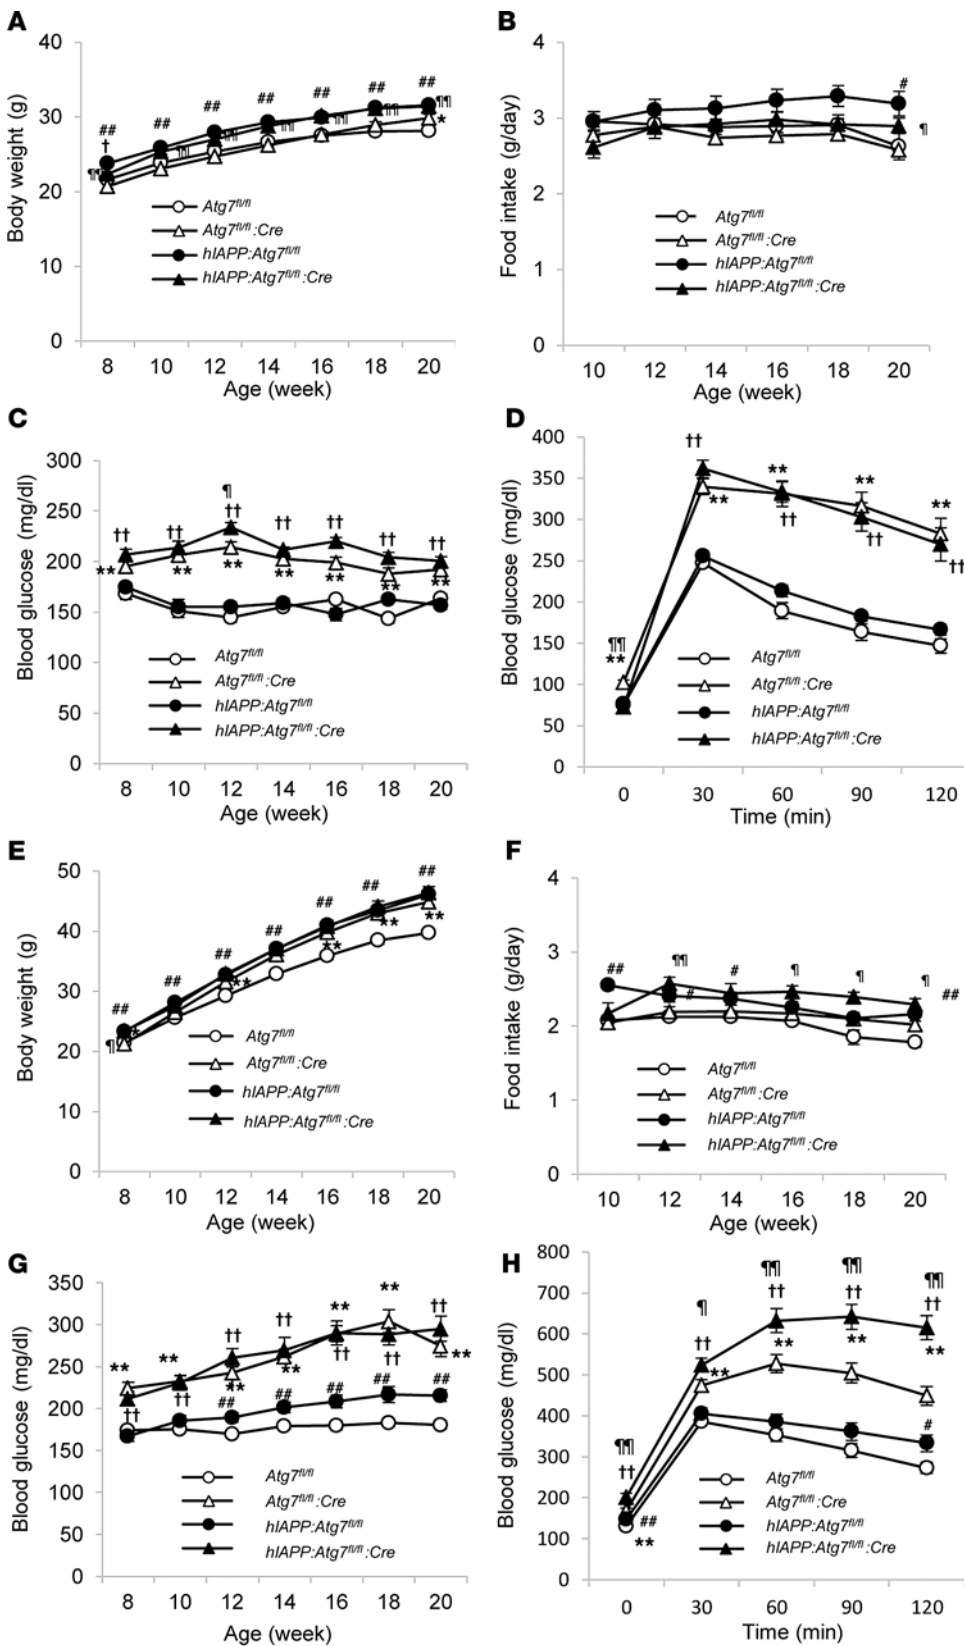 A
Body weight (g)
40
30
20
10
0
##
##
##
##
##
##
##
†
¶¶
¶¶
¶¶
¶¶
¶¶
¶¶
¶¶
*
Atg7fl/fl
Atg7fl/fl:Cre
hIAPP:Atg7fl/fl
hIAPP:Atg7fl/fl:Cre
8 10 12 14 16 18 20
Age (week)
B
Food intake (g/day)
4
3
2
1
0
#
¶
Atg7fl/fl
Atg7fl/fl:Cre
hIAPP:Atg7fl/fl
hIAPP:Atg7fl/fl:Cre
10 12 14 16 18 20
Age (week)
C
Blood glucose (mg/dl)
300
250
200
150
100
50
0
¶
†† †† †† †† †† †† ††
** ** ** ** ** ** **
Atg7fl/fl
Atg7fl/fl:Cre
hIAPP:Atg7fl/fl
hIAPP:Atg7fl/fl:Cre
8 10 12 14 16 18 20
Age (week)
D
Blood glucose (mg/dl)
400
350
300
250
200
150
100
50
0
¶¶
**
††
**
**
††
**
††
**
††
Atg7fl/fl
Atg7fl/fl:Cre
hIAPP:Atg7fl/fl
hIAPP:Atg7fl/fl:Cre
0 30 60 90 120
Time (min)
E
Body weight (g)
50
40
30
20
10
0
## ## ## ## ## ## ##
¶
*
** ** ** **
Atg7fl/fl
Atg7fl/fl:Cre
hIAPP:Atg7fl/fl
hIAPP:Atg7fl/fl:Cre
8 10 12 14 16 18 20
Age (week)
F
Food intake (g/day)
4
3
2
1
0
##
¶¶
#
#
¶
¶
¶
##
Atg7fl/fl
Atg7fl/fl:Cre
hIAPP:Atg7fl/fl
hIAPP:Atg7fl/fl:Cre
10 12 14 16 18 20
Age (week)
G
Blood glucose (mg/dl)
350
300
250
200
150
100
50
0
** ** †† †† ** ** ††
†† †† ** ** †† †† **
## ## ## ## ##
Atg7fl/fl
Atg7fl/fl:Cre
hIAPP:Atg7fl/fl
hIAPP:Atg7fl/fl:Cre
8 10 12 14 16 18 20
Age (week)
H
Blood glucose (mg/dl)
800
700
600
500
400
300
200
100
0
¶¶
††
##
**
¶
††
**
¶¶
††
**
¶¶
††
**
¶¶
††
**
#
Atg7fl/fl
Atg7fl/fl:Cre
hIAPP:Atg7fl/fl
hIAPP:Atg7fl/fl:Cre
0 30 60 90 120
Time (min)